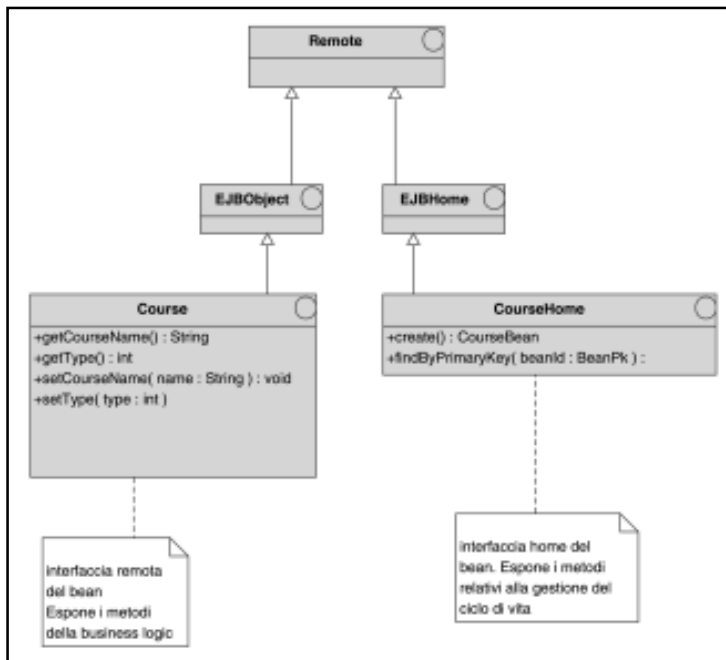 Remote
EJBObject
EJBHome
Course
+getCourseName() : String
+getType() : int
+setCourseName( name : String ) : void
+setType( type : int )
CourseHome
+create() : CourseBean
+findByPrimaryKey( beanId : BeanPk ) :
interfaccia remota
del bean
Espone i metodi
della business logic
interfaccia home del
bean. Espone i metodi
relativi alla gestione del
ciclo di vita